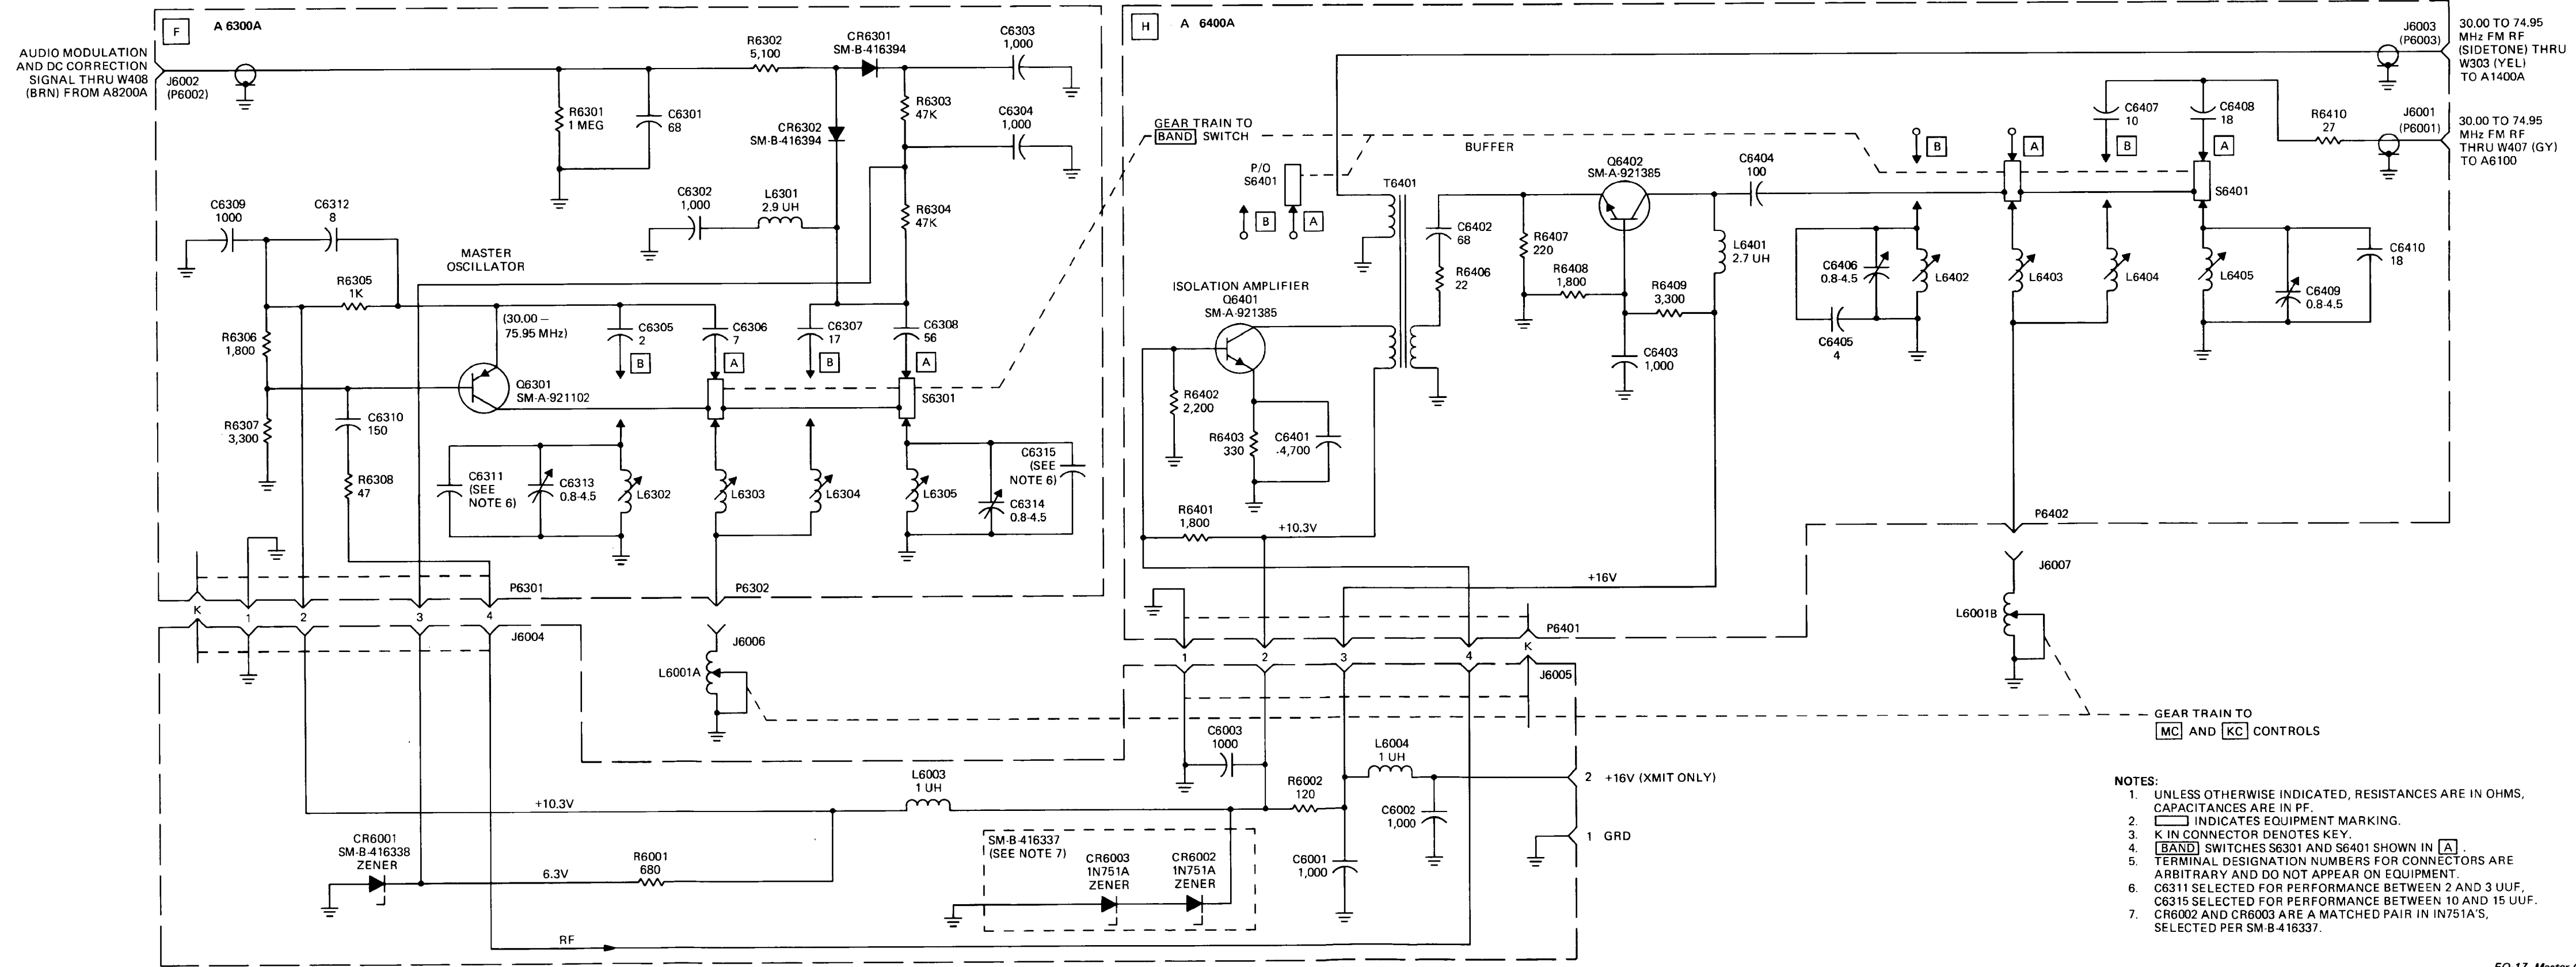 F
A 6300A
AUDIO MODULATION
AND DC CORRECTION
SIGNAL THRU W408
(BRN) FROM A8200A
J6002
(P6002)
R6301
1 MEG
C6301
68
R6302
5,100
CR6301
SM-B-416394
C6303
1,000
R6303
47K
C6304
1,000
CR6302
SM-B-416394
C6302
1,000
L6301
2.9 UH
R6304
47K
C6309
1000
C6312
8
MASTER
OSCILLATOR
R6305
1K
R6306
1,800
(30.00 –
75.95 MHz)
C6305
2
B
C6306
7
A
C6307
17
B
C6308
56
A
Q6301
SM-A-921102
S6301
R6307
3,300
C6310
150
R6308
47
C6311
(SEE
NOTE 6)
C6313
0.8-4.5
L6302
L6303
L6304
L6305
C6315
(SEE
NOTE 6)
C6314
0.8-4.5
P6301
P6302
K
1
2
3
4
J6004
J6006
L6001A
H
A 6400A
GEAR TRAIN TO
BAND SWITCH
P/O
S6401
B
A
T6401
BUFFER
Q6402
SM-A-921385
C6404
100
C6402
68
R6406
22
R6407
220
R6408
1,800
R6409
3,300
L6401
2.7 UH
C6403
1,000
ISOLATION AMPLIFIER
Q6401
SM-A-921385
R6402
2,200
R6403
330
C6401
.4,700
R6401
1,800
+10.3V
+16V
B
A
C6407
10
B
C6408
18
A
S6401
R6410
27
J6003
(P6003)
30.00 TO 74.95
MHz FM RF
(SIDETONE) THRU
W303 (YEL)
TO A1400A
J6001
(P6001)
30.00 TO 74.95
MHz FM RF
THRU W407 (GY)
TO A6100
C6406
0.8-4.5
C6405
4
L6402
L6403
L6404
L6405
C6409
0.8-4.5
C6410
18
P6402
J6007
L6001B
P6401
1
2
3
4
K
J6005
GEAR TRAIN TO
MC AND KC CONTROLS
C6003
1000
L6004
1 UH
2 +16V (XMIT ONLY)
R6002
120
C6002
1,000
1 GRD
C6001
1,000
L6003
1 UH
+10.3V
CR6001
SM-B-416338
ZENER
6.3V
R6001
680
SM-B-416337
(SEE NOTE 7)
CR6003
1N751A
ZENER
CR6002
1N751A
ZENER
RF
NOTES:
1. UNLESS OTHERWISE INDICATED, RESISTANCES ARE IN OHMS,
CAPACITANCES ARE IN PF.
2. INDICATES EQUIPMENT MARKING.
3. K IN CONNECTOR DENOTES KEY.
4. BAND SWITCHES S6301 AND S6401 SHOWN IN A .
5. TERMINAL DESIGNATION NUMBERS FOR CONNECTORS ARE
ARBITRARY AND DO NOT APPEAR ON EQUIPMENT.
6. C6311 SELECTED FOR PERFORMANCE BETWEEN 2 AND 3 UUF,
C6315 SELECTED FOR PERFORMANCE BETWEEN 10 AND 15 UUF.
7. CR6002 AND CR6003 ARE A MATCHED PAIR IN IN751A'S,
SELECTED PER SM-B-416337.